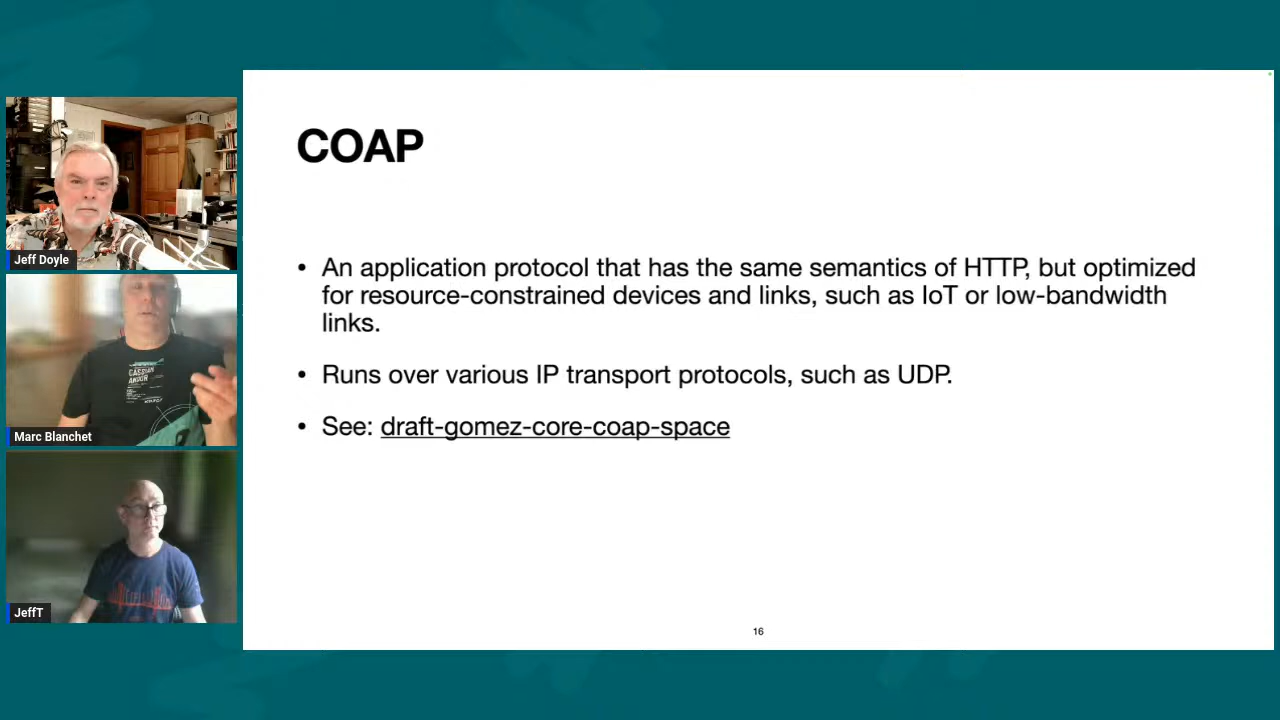 Jeff Doyle
Marc Blanchet
JeffT
COAP
• An application protocol that has the same semantics of HTTP, but optimized
for resource-constrained devices and links, such as IoT or low-bandwidth
links.
• Runs over various IP transport protocols, such as UDP.
• See: draft-gomez-core-coap-space
16
CASSIAN
ANDOR